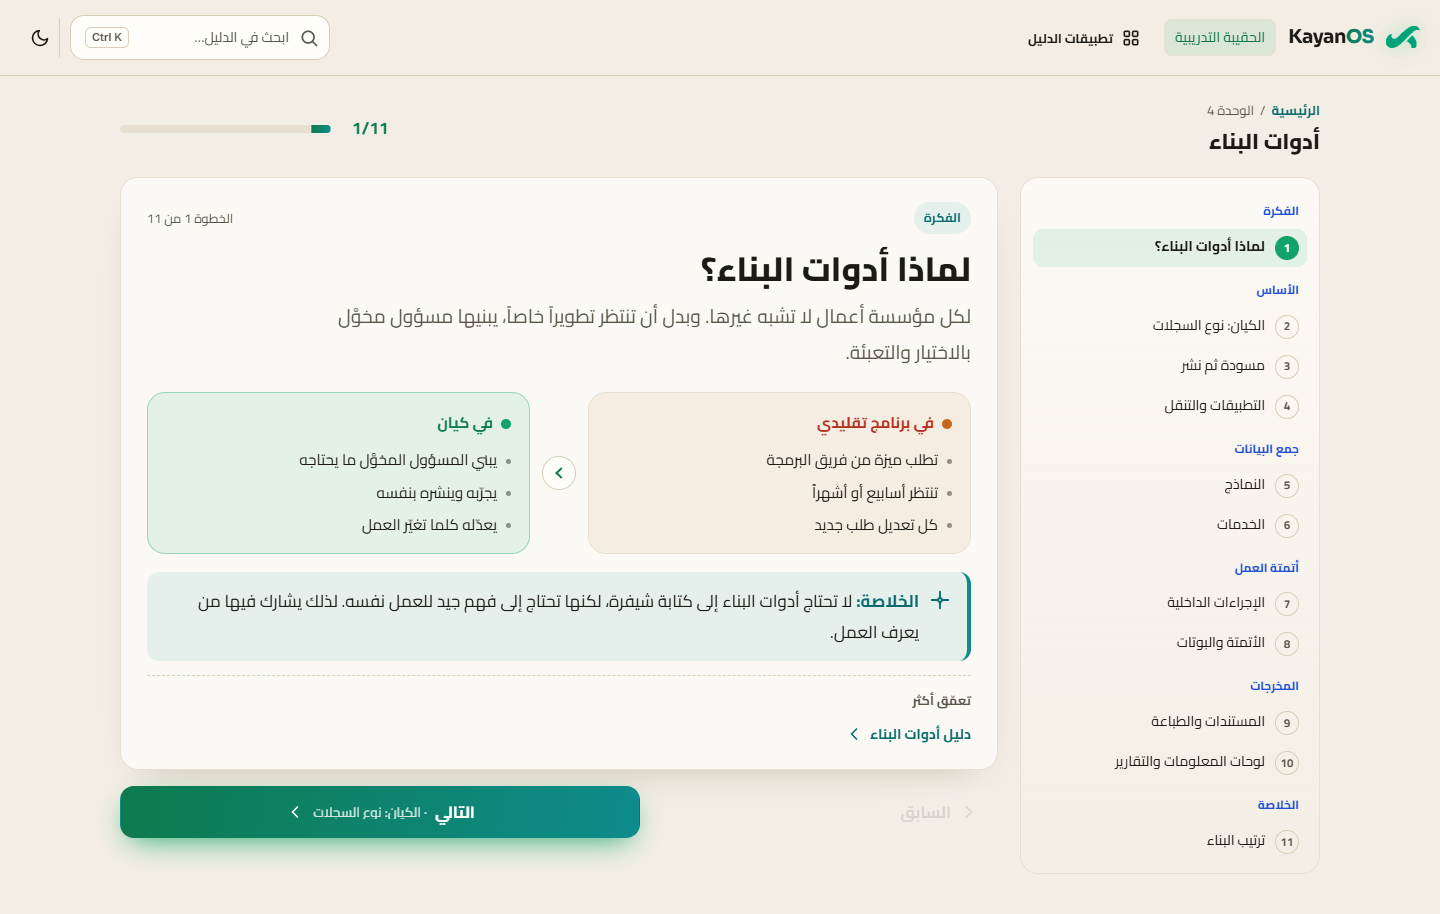 KayanOS
الحقيبة التدريبية
تطبيقات الدليل
ابحث في الدليل...
Ctrl K
الرئيسية / الوحدة 4
أدوات البناء
1/11
الفكرة
1 لماذا أدوات البناء؟
الأساس
2 الكيان: نوع السجلات
3 مسودة ثم نشر
4 التطبيقات والتنقل
جمع البيانات
5 النماذج
6 الخدمات
أتمتة العمل
7 الإجراءات الداخلية
8 الأتمتة والبوتات
المخرجات
9 المستندات والطباعة
10 لوحات المعلومات والتقارير
الخلاصة
11 ترتيب البناء
الفكرة
الخطوة 1 من 11
لماذا أدوات البناء؟
لكل مؤسسة أعمال لا تشبه غيرها. وبدل أن تنتظر تطويراً خاصاً، يبنيها مسؤول مخوَّل
بالاختيار والتعبئة.
في برنامج تقليدي
تطلب ميزة من فريق البرمجة
تنتظر أسابيع أو أشهراً
كل تعديل طلب جديد
في كيان
يبني المسؤول المخوَّل ما يحتاجه
يجرّبه وينشره بنفسه
يعدّله كلما تغيّر العمل
الخلاصة: لا تحتاج أدوات البناء إلى كتابة شيفرة، لكنها تحتاج إلى فهم جيد للعمل نفسه. لذلك يشارك فيها من
يعرف العمل.
تعمّق أكثر
دليل أدوات البناء
السابق
التالي · الكيان: نوع السجلات